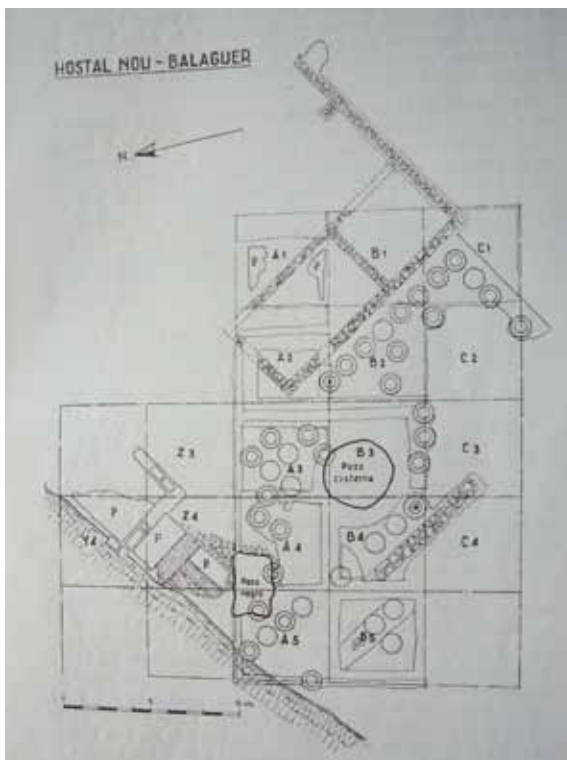 HOSTAL NOU - BALAGUER
N
A1
B1
C1
P
P
A2
B2
C2
Z3
A3
B3
Pozo
cisterna
C3
P
Y4
Z4
P
P
A4
B4
C4
Pozo
negro
A5
B5